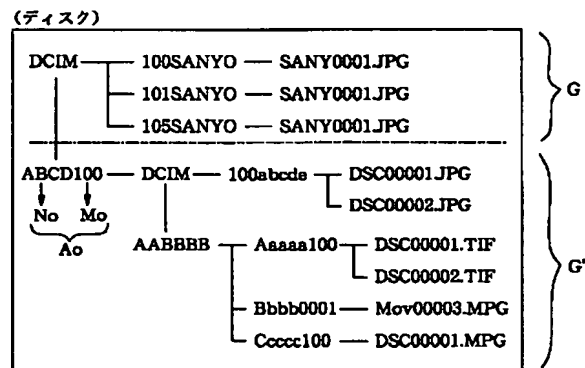 (ディスク)
DCIM 100SANYO SANY0001.JPG
101SANYO SANY0001.JPG
105SANYO SANY0001.JPG
G
ABCD100 DCIM 100abcde DSC00001.JPG
DSC00002.JPG
No Mo
Ao
AABBBB Aaaaa100 DSC00001.TIF
DSC00002.TIF
G'
Bbbb0001 Mov00003.MPG
Ccccc100 DSC00001.MPG